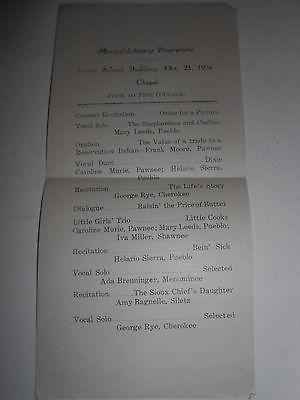 Musical-Literary Programme
Indian School Building, Oct. 21, 1904
Chapel
FOUR TO FIVE O'CLOCK.
Concert Recitation Order for a Picture
Vocal Solo The Shepherdess and Cuckoo
Mary Leeds, Pueblo
Oration The Value of a trade to a
Reservation Indian Frank Moore, Pawnee
Vocal Duet Dixie
Caroline Murie, Pawnee; Helario Sierra,
Pueblo
Recitation The Life's Story
George Rye, Cherokee
Dialogue Raisin' the Price of Butter
Little Girls' Trio Little Cooks
Caroline Murie, Pawnee; Mary Leeds, Pueblo;
Iva Miller, Shawnee
Recitation Bein' Sick
Helario Sierra, Pueblo
Vocal Solo Selected
Ada Breuninger, Menominee
Recitation The Sioux Chief's Daughter
Amy Bagnelle, Siletz
Vocal Solo Selected
George Rye, Cherokee